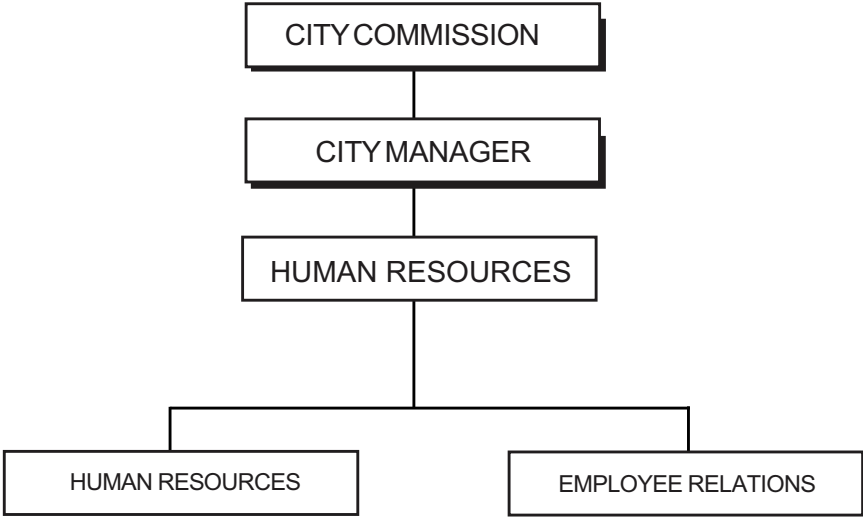 CITY COMMISSION
CITY MANAGER
HUMAN RESOURCES
HUMAN RESOURCES
EMPLOYEE RELATIONS